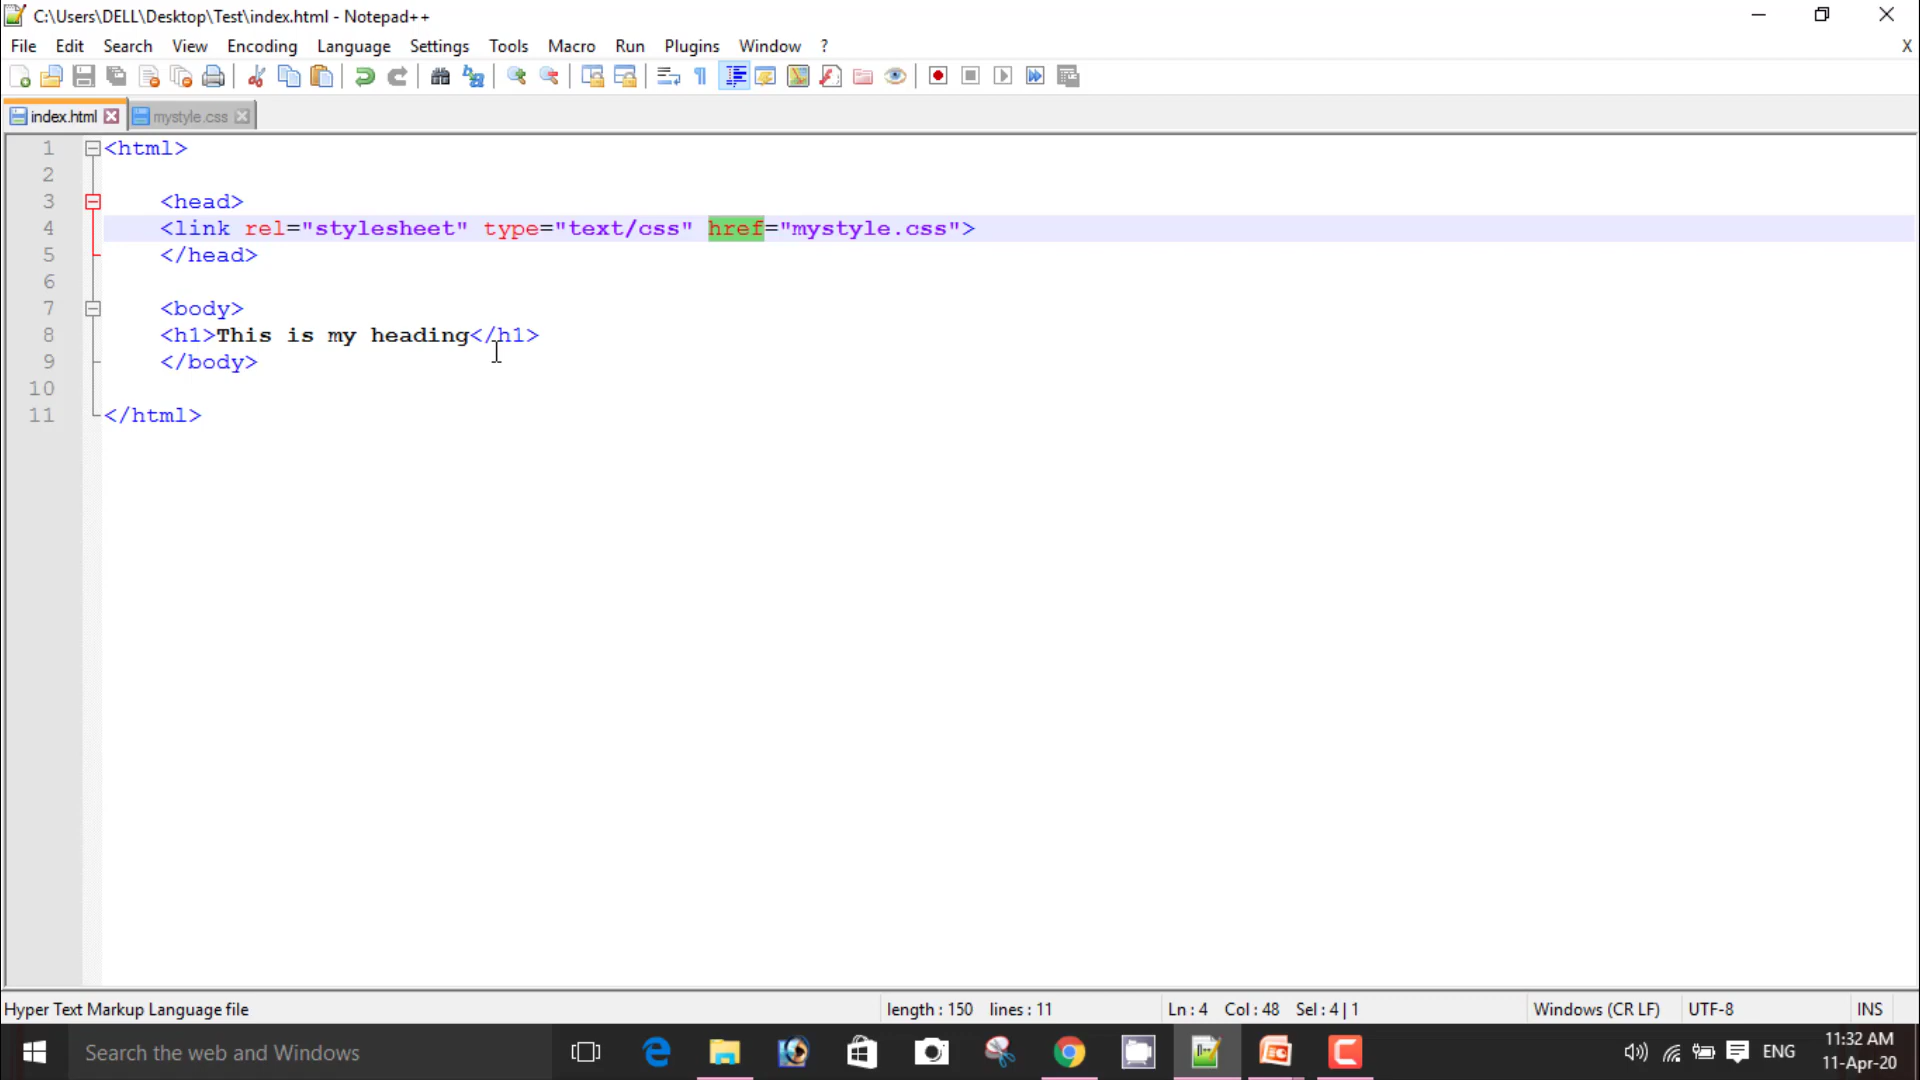 C:\Users\DELL\Desktop\Test\index.html - Notepad++
File Edit Search View Encoding Language Settings Tools Macro Run Plugins Window ? X
index.html mystyle.css
1 <html>
2
3 <head>
4 <link rel="stylesheet" type="text/css" href="mystyle.css">
5 </head>
6
7 <body>
8 <h1>This is my heading</h1>
9 </body>
10
11 </html>
Hyper Text Markup Language file length : 150 lines : 11 Ln : 4 Col : 48 Sel : 4 | 1 Windows (CR LF) UTF-8 INS
Search the web and Windows ENG 11:32 AM
11-Apr-20